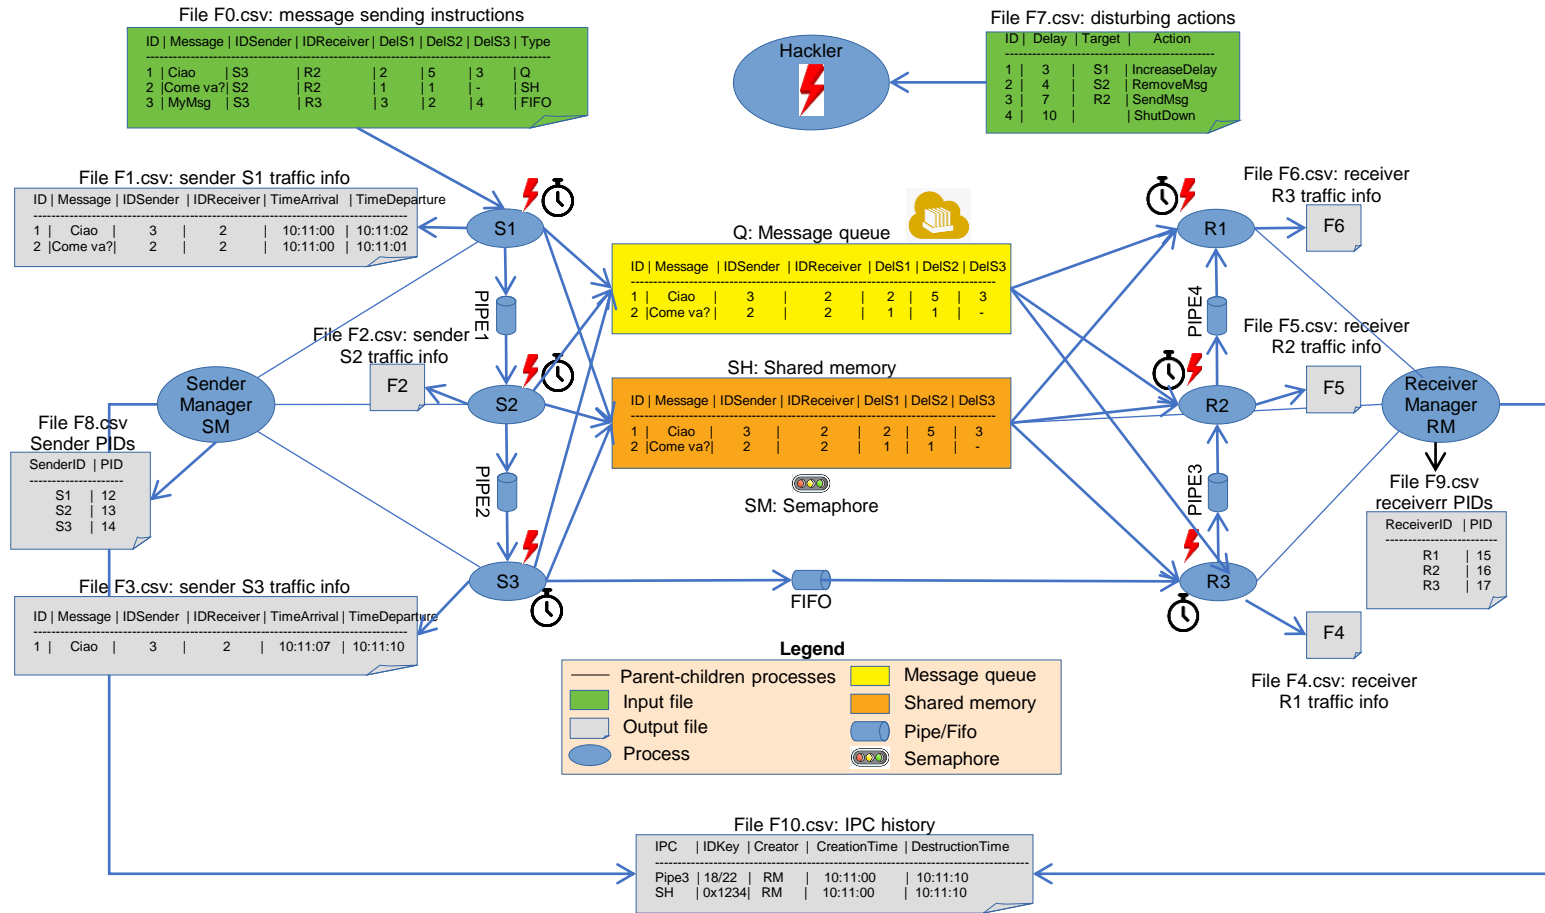 File F0.csv: message sending instructions
ID | Message | IDSender | IDReceiver | DelS1 | DelS2 | DelS3 | Type
1 | Ciao | S3 | R2 | 2 | 5 | 3 | Q
2 |Come va?| S2 | R2 | 1 | 1 | - | SH
3 | MyMsg | S3 | R3 | 3 | 2 | 4 | FIFO
Hackler
File F7.csv: disturbing actions
ID | Delay | Target | Action
1 | 3 | S1 | IncreaseDelay
2 | 4 | S2 | RemoveMsg
3 | 7 | R2 | SendMsg
4 | 10 | | ShutDown
File F1.csv: sender S1 traffic info
ID | Message | IDSender | IDReceiver | TimeArrival | TimeDeparture
1 | Ciao | 3 | 2 | 10:11:00 | 10:11:02
2 |Come va?| 2 | 2 | 10:11:00 | 10:11:01
S1
PIPE1
File F2.csv: sender
S2 traffic info
F2
S2
PIPE2
S3
Sender
Manager
SM
File F8.csv
Sender PIDs
SenderID | PID
S1 | 12
S2 | 13
S3 | 14
File F3.csv: sender S3 traffic info
ID | Message | IDSender | IDReceiver | TimeArrival | TimeDeparture
1 | Ciao | 3 | 2 | 10:11:07 | 10:11:10
Q: Message queue
ID | Message | IDSender | IDReceiver | DelS1 | DelS2 | DelS3
1 | Ciao | 3 | 2 | 2 | 5 | 3
2 |Come va?| 2 | 2 | 1 | 1 | -
SH: Shared memory
ID | Message | IDSender | IDReceiver | DelS1 | DelS2 | DelS3
1 | Ciao | 3 | 2 | 2 | 5 | 3
2 |Come va?| 2 | 2 | 1 | 1 | -
SM: Semaphore
FIFO
R1
PIPE4
R2
PIPE3
R3
File F6.csv: receiver
R3 traffic info
F6
File F5.csv: receiver
R2 traffic info
F5
Receiver
Manager
RM
File F9.csv
receiverr PIDs
ReceiverID | PID
R1 | 15
R2 | 16
R3 | 17
F4
File F4.csv: receiver
R1 traffic info
Legend
Parent-children processes
Input file
Output file
Process
Message queue
Shared memory
Pipe/Fifo
Semaphore
File F10.csv: IPC history
IPC | IDKey | Creator | CreationTime | DestructionTime
Pipe3 | 18/22 | RM | 10:11:00 | 10:11:10
SH | 0x1234| RM | 10:11:00 | 10:11:10